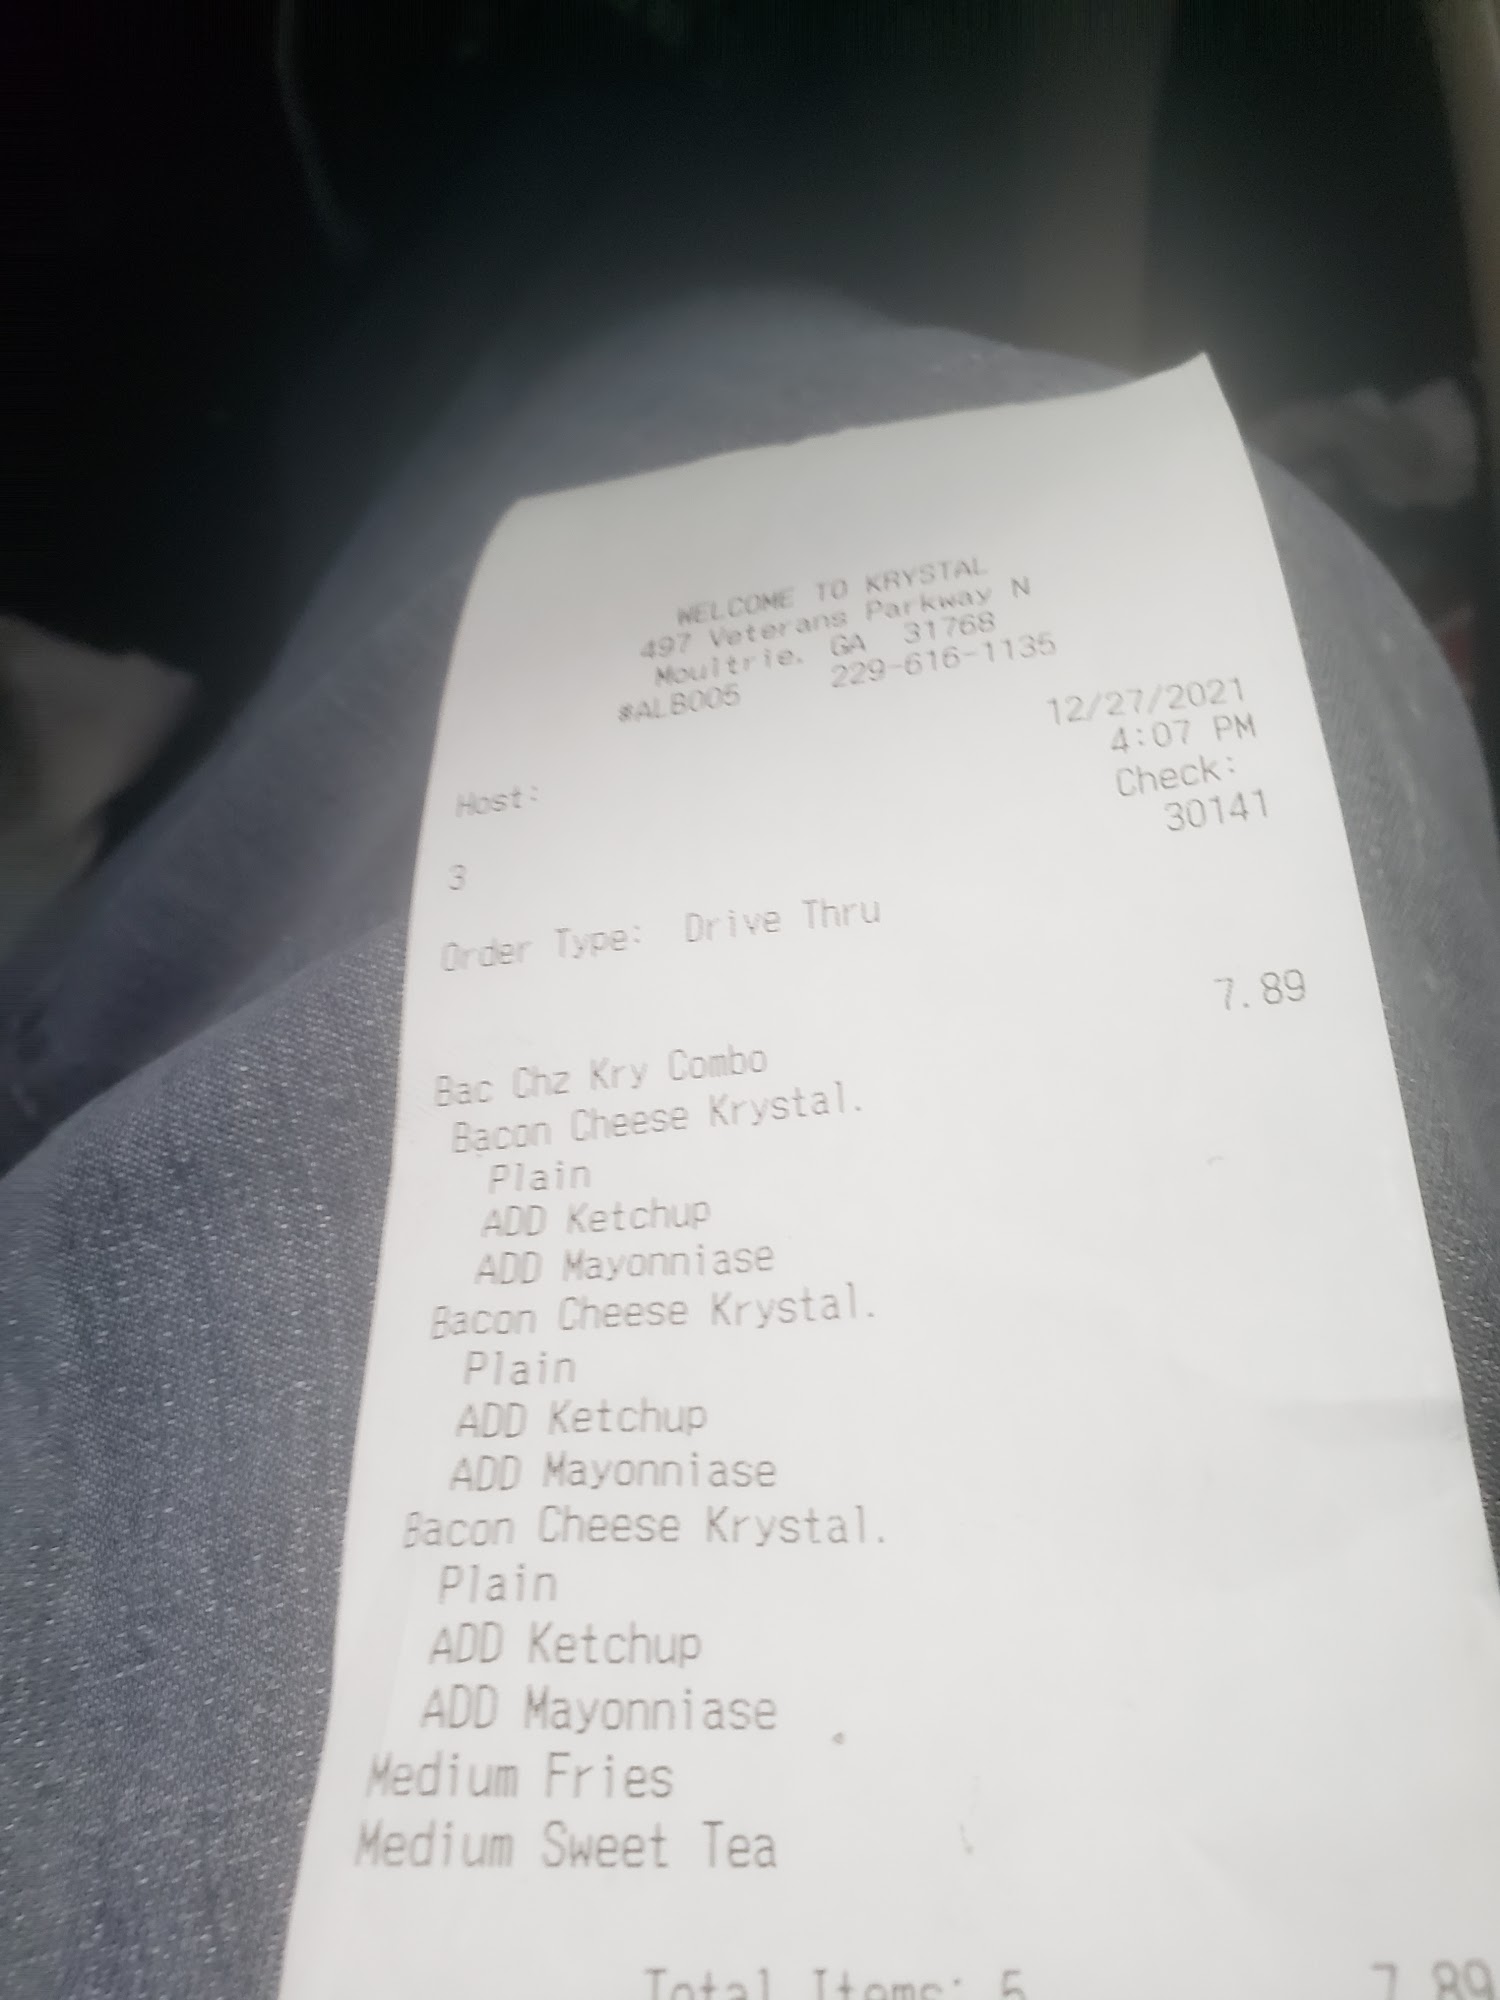 WELCOME TO KRYSTAL
497 Veterans Parkway N
Moultrie, GA 31768
#ALB005 229-616-1135
12/27/2021
4:07 PM
Host:
Check:
30141
3
Order Type: Drive Thru
7.89
Bac Chz Kry Combo
Bacon Cheese Krystal.
Plain
ADD Ketchup
ADD Mayonniase
Bacon Cheese Krystal.
Plain
ADD Ketchup
ADD Mayonniase
Bacon Cheese Krystal.
Plain
ADD Ketchup
ADD Mayonniase
Medium Fries
Medium Sweet Tea
Total Items: 5 7.89